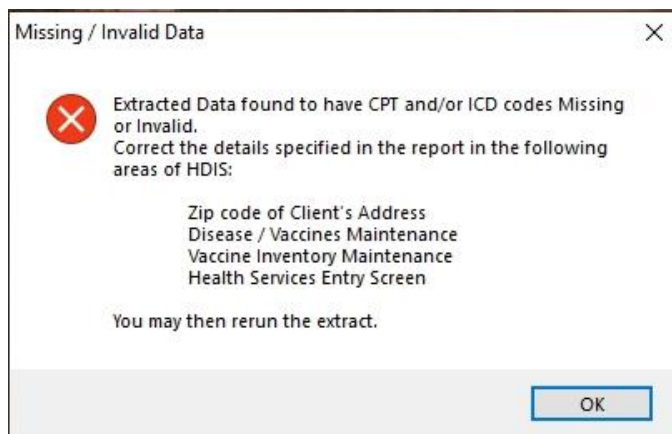 Missing / Invalid Data
Extracted Data found to have CPT and/or ICD codes Missing
or Invalid.
Correct the details specified in the report in the following
areas of HDIS:
Zip code of Client's Address
Disease / Vaccines Maintenance
Vaccine Inventory Maintenance
Health Services Entry Screen
You may then rerun the extract.
OK